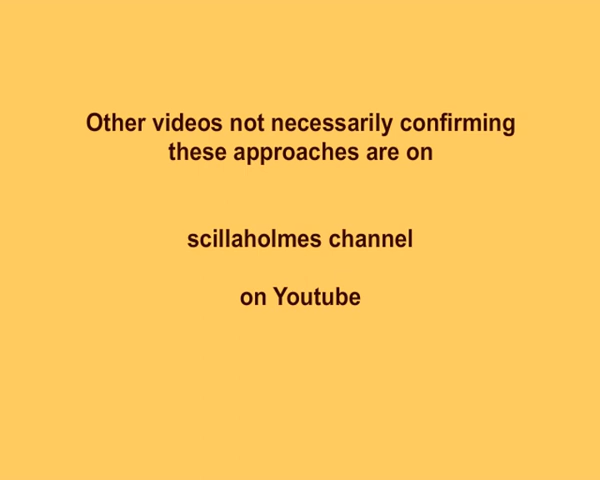 Other videos not necessarily confirming
these approaches are on
scillaholmes channel
on Youtube